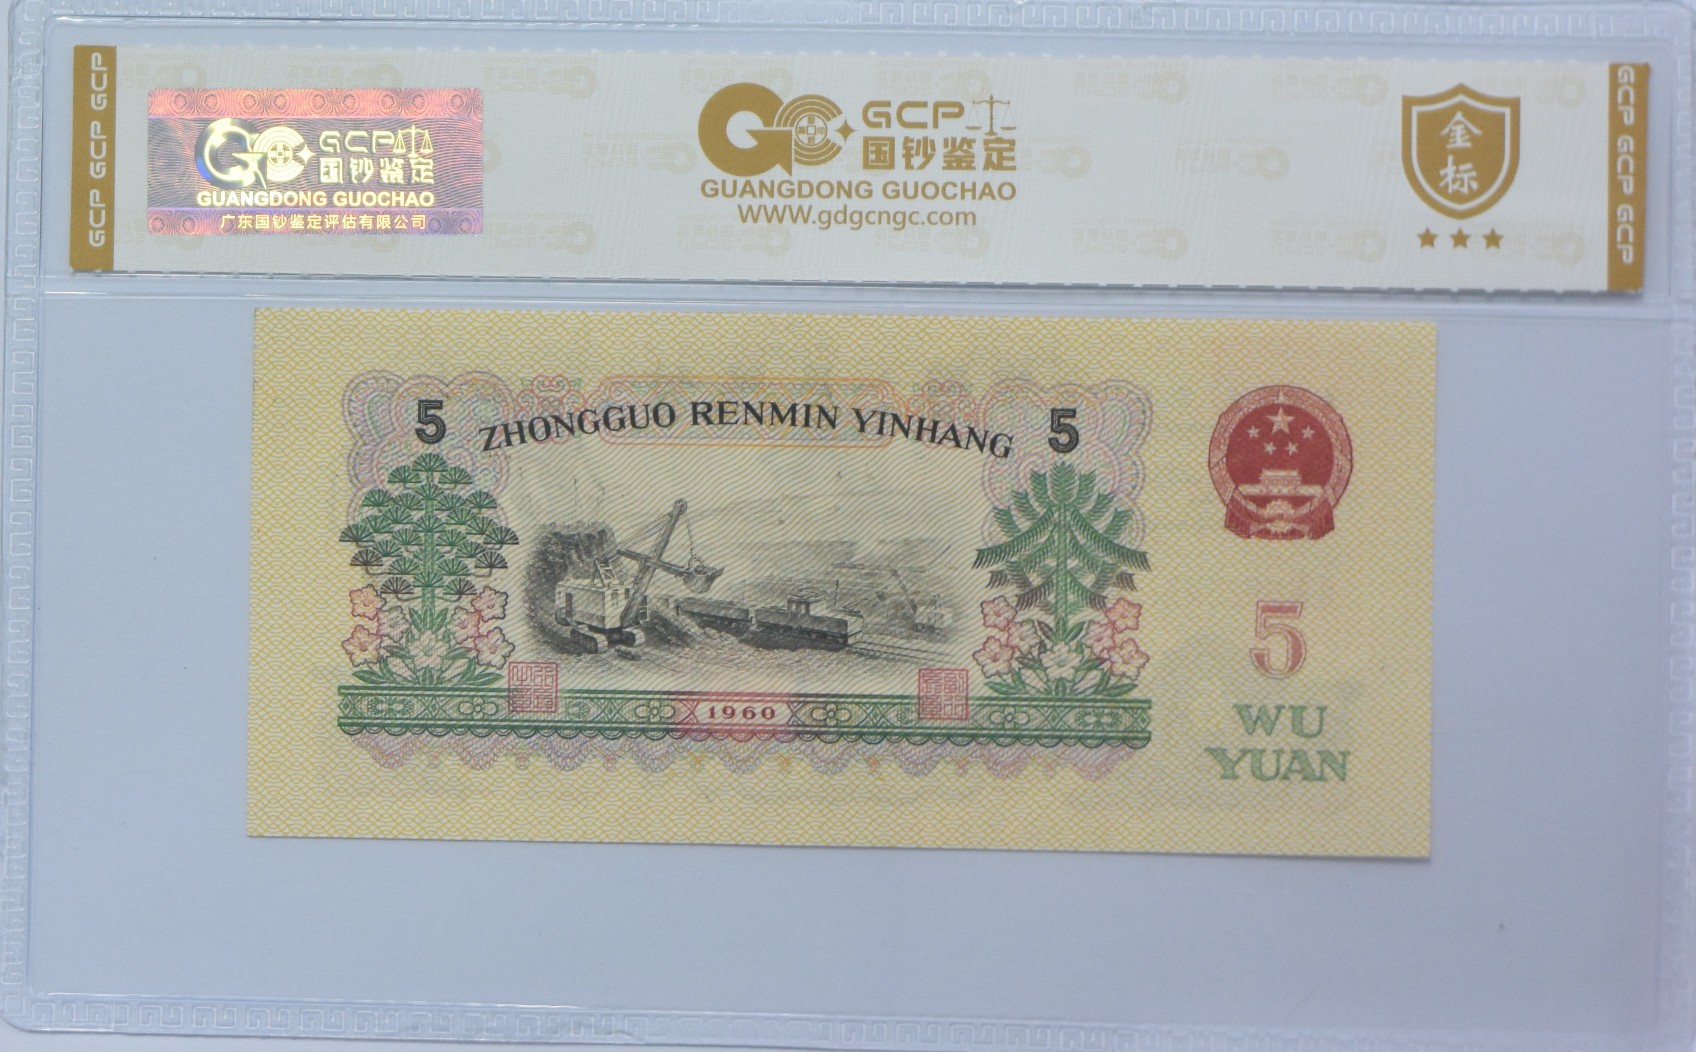 GCP GCP GCP
GCP 国钞鉴定
GUANGDONG GUOCHAO
广东国钞鉴定评估有限公司
GCP
国钞鉴定
GUANGDONG GUOCHAO
WWW.gdgcngc.com
金标
GCP GCP GCP GCP
5 ZHONGGUO RENMIN YINHANG 5
1960
5
WU
YUAN